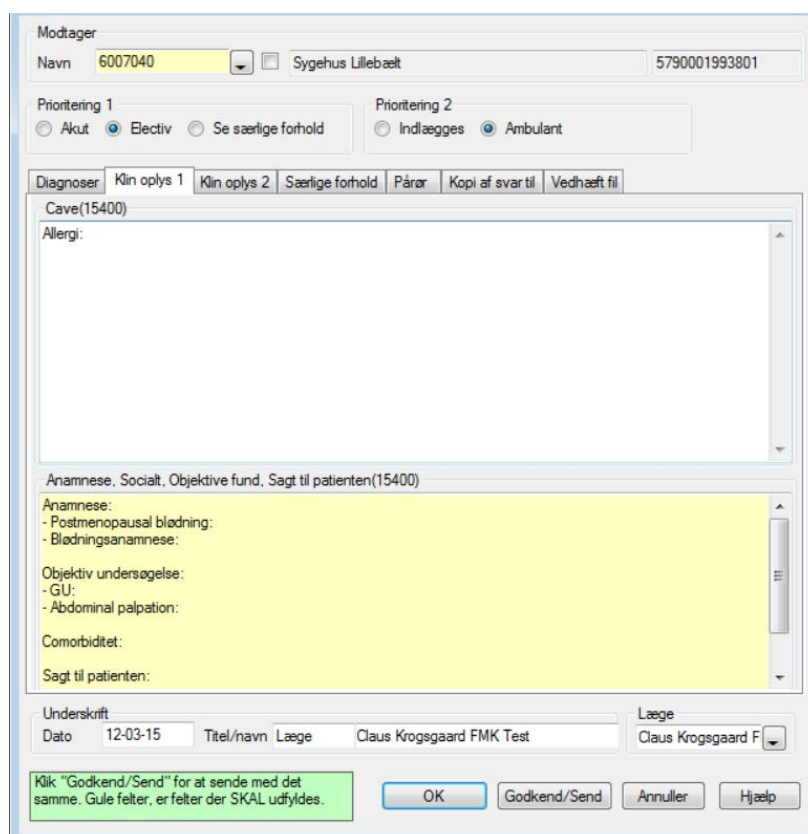 Modtager
Navn 6007040 Sygehus Lillebælt 5790001993801
Prioritering 1 Prioritering 2
Akut Electiv Se særlige forhold Indlægges Ambulant
Diagnoser Klin oplys 1 Klin oplys 2 Særlige forhold Pårør Kopi af svar til Vedhæft fil
Cave(15400)
Allergi:
Anamnese, Socialt, Objektive fund, Sagt til patienten(15400)
Anamnese:
- Postmenopausal blødning:
- Blødningsanamnese:
Objektiv undersøgelse:
- GU:
- Abdominal palpation:
Comorbiditet:
Sagt til patienten:
Underskrift Læge
Dato 12-03-15 Titel/navn Læge Claus Krogsgaard FMK Test Claus Krogsgaard F
Klik "Godkend/Send" for at sende med det
samme. Gule felter, er felter der SKAL udfyldes.
OK Godkend/Send Annuller Hjælp